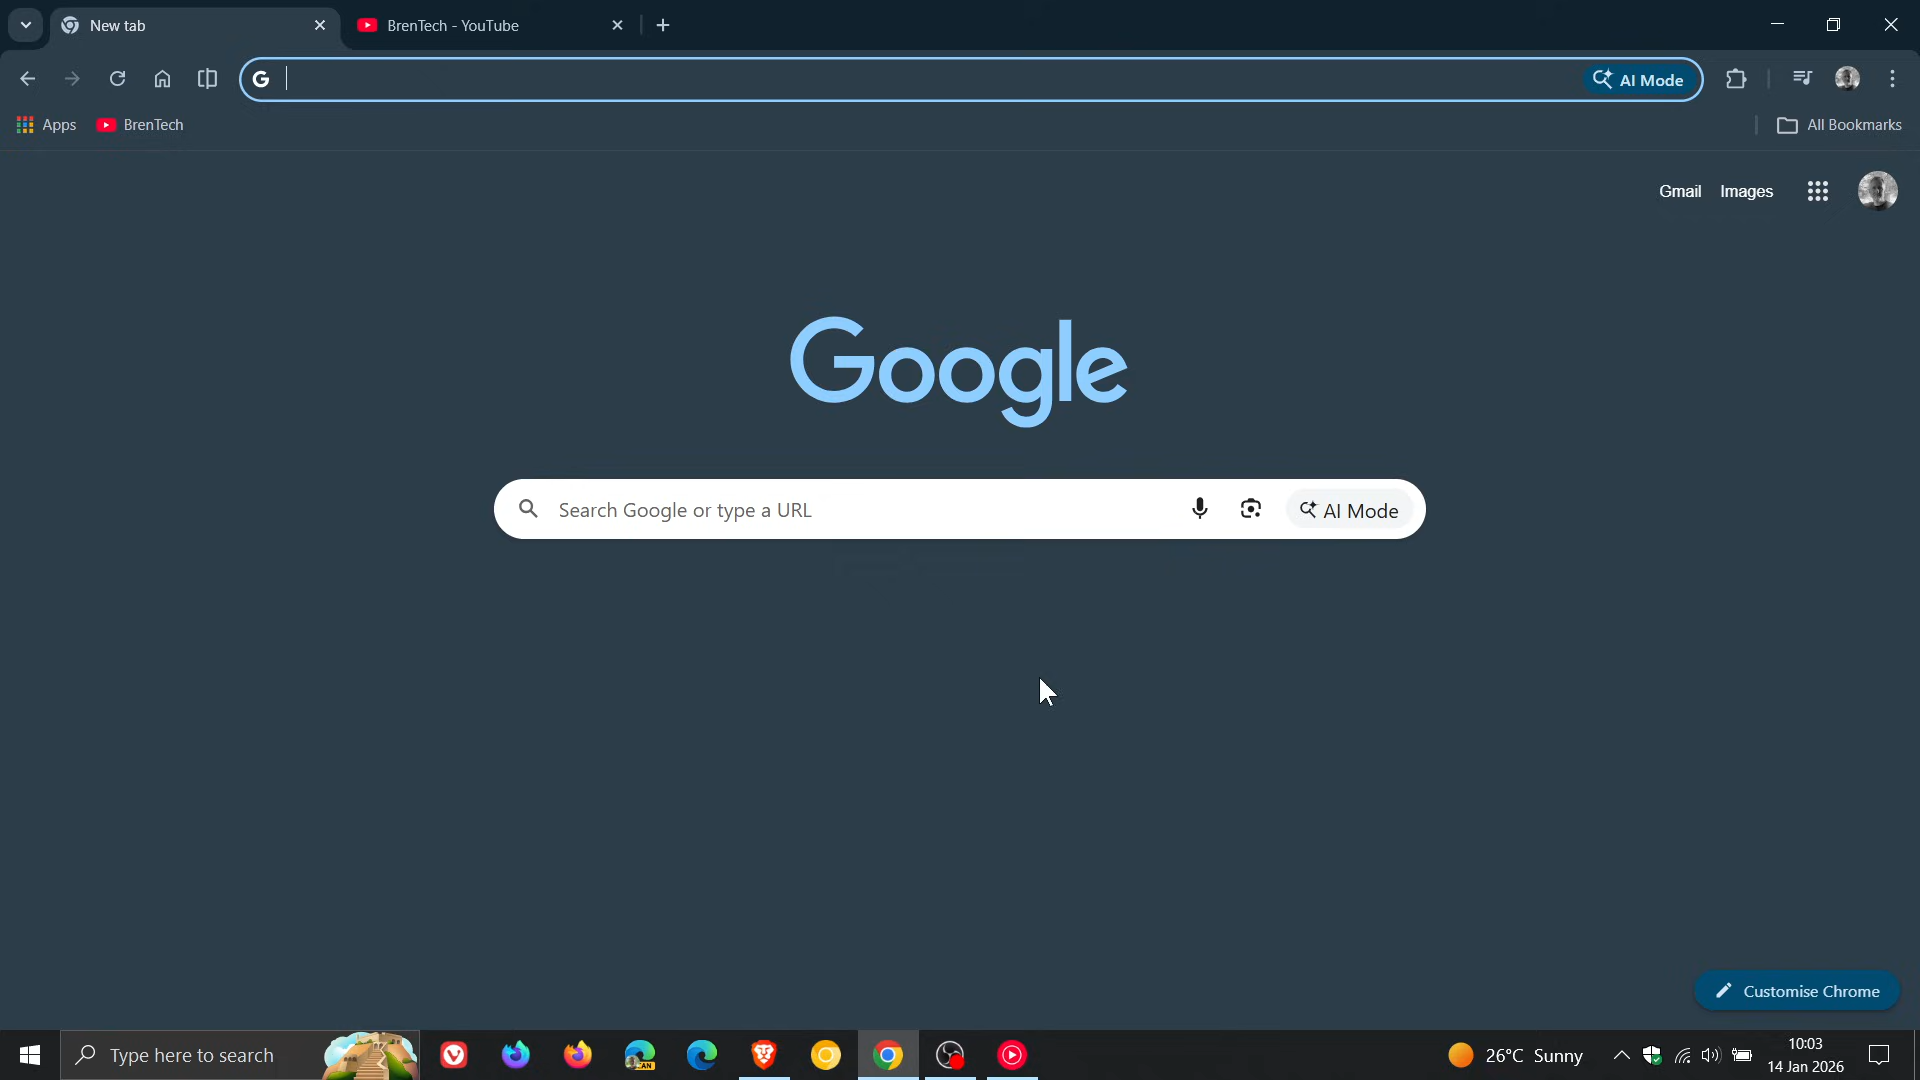 New tab
BrenTech - YouTube
AI Mode
Apps
BrenTech
All Bookmarks
Gmail
Images
Google
Search Google or type a URL
AI Mode
Customise Chrome
Type here to search
CAN
26°C Sunny
10:03
14 Jan 2026